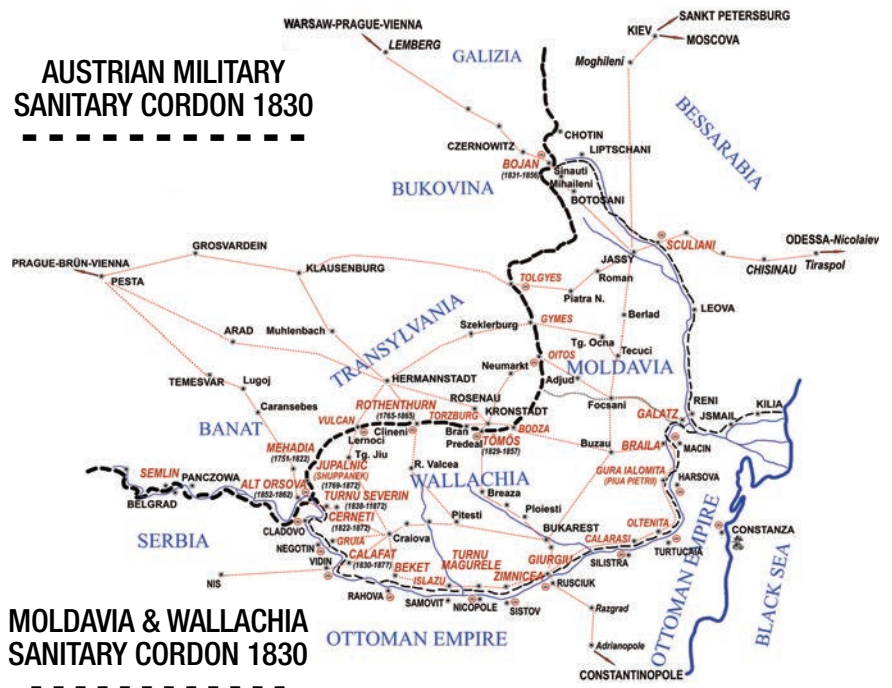 WARSAW-PRAGUE-VIENNA
LEMBERG
GALIZIA
SANKT PETERSBURG
KIEV
MOSCOVA
Moghileni
AUSTRIAN MILITARY
SANITARY CORDON 1830
BESSARABIA
CHOTIN
CZERNOWITZ
LIPTSCHANI
BOJAN
(1831-1856)
Sinauti
Mihaileni
BUKOVINA
BOTOSANI
GROSVARDEIN
SCULIANI
ODESSA-Nicolaiev
PRAGUE-BRÜN-VIENNA
KLAUSENBURG
JASSY
CHISINAU
Tiraspol
PESTA
TOLGYES
Roman
Piatra N.
LEOVA
TRANSYLVANIA
ARAD
Muhlenbach
Szeklerburg
GYMES
Berlad
Tg. Ocna
OITOS
Tecuci
MOLDAVIA
TEMESVAR
Lugoj
HERMANNSTADT
Neumarkt
Adjud
ROSENAU
Focsani
RENI
KILIA
JSMAIL
Caransebes
ROTHENTHURN
(1765-1865)
TORZBURG
KRONSTADT
GALATZ
BANAT
VULCAN
Clineni
Bran
BODZA
Lernoci
Predeal
TÖMÖS
(1829-1857)
Buzau
BRAILA
MACIN
MEHADIA
(1751-1822)
Tg. Jiu
JUPALNIC
(SHUPPANEK)
(1769-1872)
R. Valcea
WALLACHIA
GURA IALOMITA
(PIUA PIETRII)
HARSOVA
SEMLIN
PANCZOWA
ALT ORSOVA
(1852-1862)
Breaza
TURNU SEVERIN
(1838-11872)
BELGRAD
CERNETI
(1822-1872)
Pitesti
Ploiesti
OLTENITA
CONSTANZA
CLADOVO
GRUIA
Craiova
BUKAREST
CALARASI
SERBIA
NEGOTIN
CALAFAT
(1830-1877)
TURNU
MAGURELE
GIURGIU
TURTUCAIA
VIDIN
BEKET
ZIMNICEA
SILISTRA
NIS
ISLAZU
RUSCIUK
RAHOVA
SAMOVIT
NICOPOLE
SISTOV
Razgrad
OTTOMAN EMPIRE
BLACK SEA
MOLDAVIA & WALLACHIA
SANITARY CORDON 1830
OTTOMAN EMPIRE
Adrianopole
CONSTANTINOPOLE